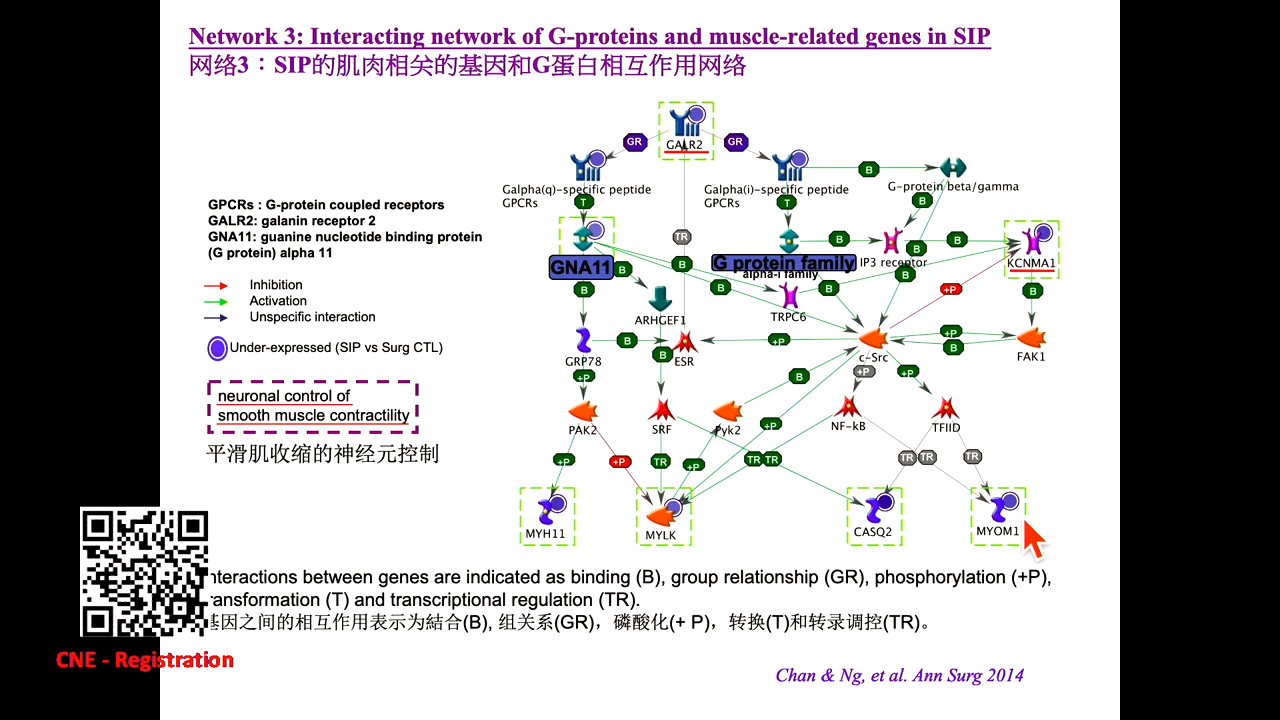 Network 3: Interacting network of G-proteins and muscle-related genes in SIP
网络3：SIP的肌肉相关的基因和G蛋白相互作用网络
GALR2
GR
GR
Galpha(q)-specific peptide
GPCRs
Galpha(i)-specific peptide
GPCRs
B
G-protein beta/gamma
T
T
B
GPCRs : G-protein coupled receptors
GALR2: galanin receptor 2
GNA11: guanine nucleotide binding protein
(G protein) alpha 11
TR
B
B
B
GNA11
B
B
G protein family
alpha-i family
IP3 receptor
B
KCNMA1
B
B
B
+P
B
Inhibition
Activation
Unspecific interaction
ARHGEF1
TRPC6
Under-expressed (SIP vs Surg CTL)
GRP78
B
B
ESR
+P
c-Src
+P
B
FAK1
+P
B
+P
+P
neuronal control of
smooth muscle contractility
平滑肌收缩的神经元控制
PAK2
SRF
Pyk2
+P
NF-kB
TFIID
+P
+P
TR
+P
TR
TR
TR
TR
TR
MYH11
MYLK
CASQ2
MYOM1
nteractions between genes are indicated as binding (B), group relationship (GR), phosphorylation (+P),
ransformation (T) and transcriptional regulation (TR).
基因之间的相互作用表示为結合(B), 组关系(GR)，磷酸化(+ P)，转换(T)和转录调控(TR)。
CNE - Registration
Chan & Ng, et al. Ann Surg 2014